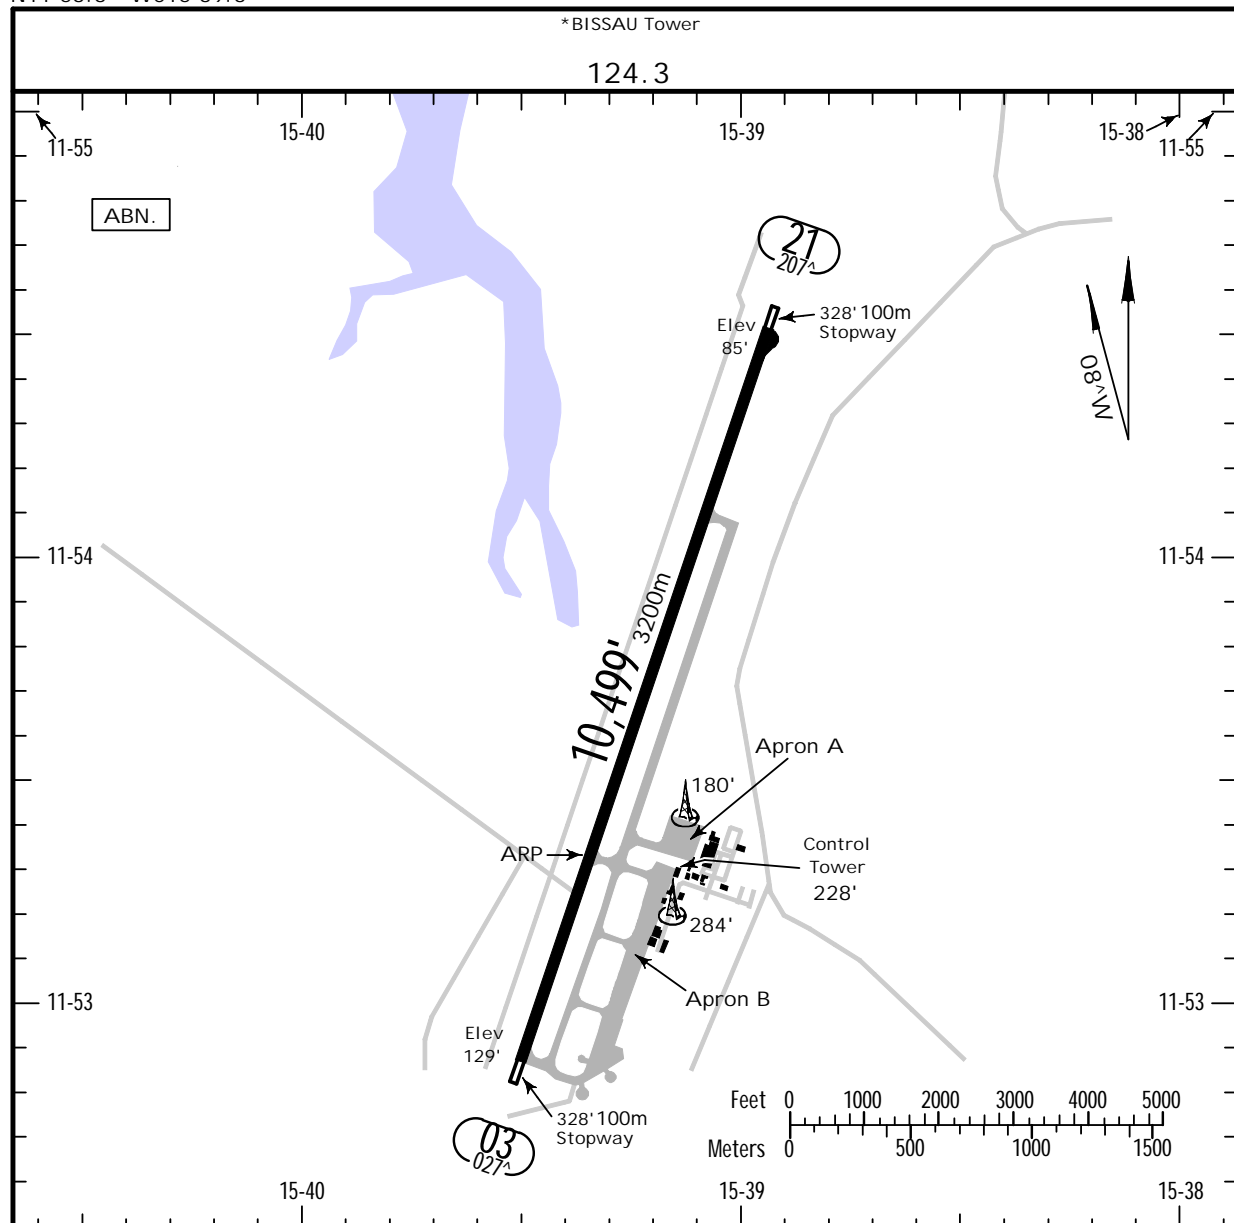 *BISSAU Tower
124.3
15-40
15-39
15-38
11-55
11-55
ABN.
21
207^
328' 100m
Stopway
Elev
85'
08^W
11-54
11-54
3200m
10,499'
Apron A
180'
ARP
Control
Tower
228'
284'
Apron B
11-53
11-53
Elev
129'
328' 100m
Stopway
03
027^
Feet 0 1000 2000 3000 4000 5000
Meters 0 500 1000 1500
15-40
15-39
15-38